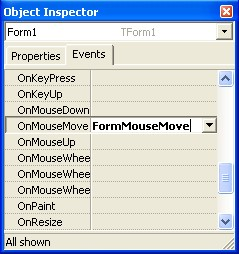 Object Inspector
Form1 TForm1
Properties Events
OnKeyPress
OnKeyUp
OnMouseDown
OnMouseMove FormMouseMove
OnMouseUp
OnMouseWhee
OnMouseWhee
OnMouseWhee
OnPaint
OnResize
All shown